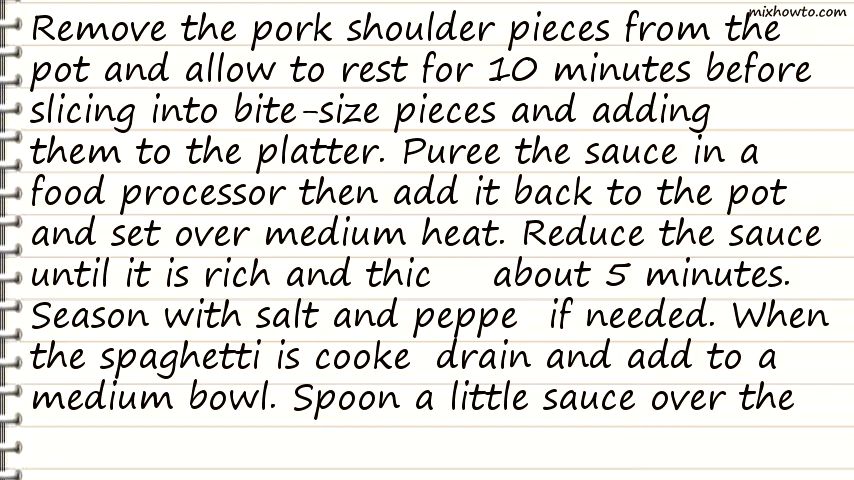 mixhowto.com
Remove the pork shoulder pieces from the
pot and allow to rest for 10 minutes before
slicing into bite-size pieces and adding
them to the platter. Puree the sauce in a
food processor then add it back to the pot
and set over medium heat. Reduce the sauce
until it is rich and thic about 5 minutes.
Season with salt and peppe if needed. When
the spaghetti is cooke drain and add to a
medium bowl. Spoon a little sauce over the